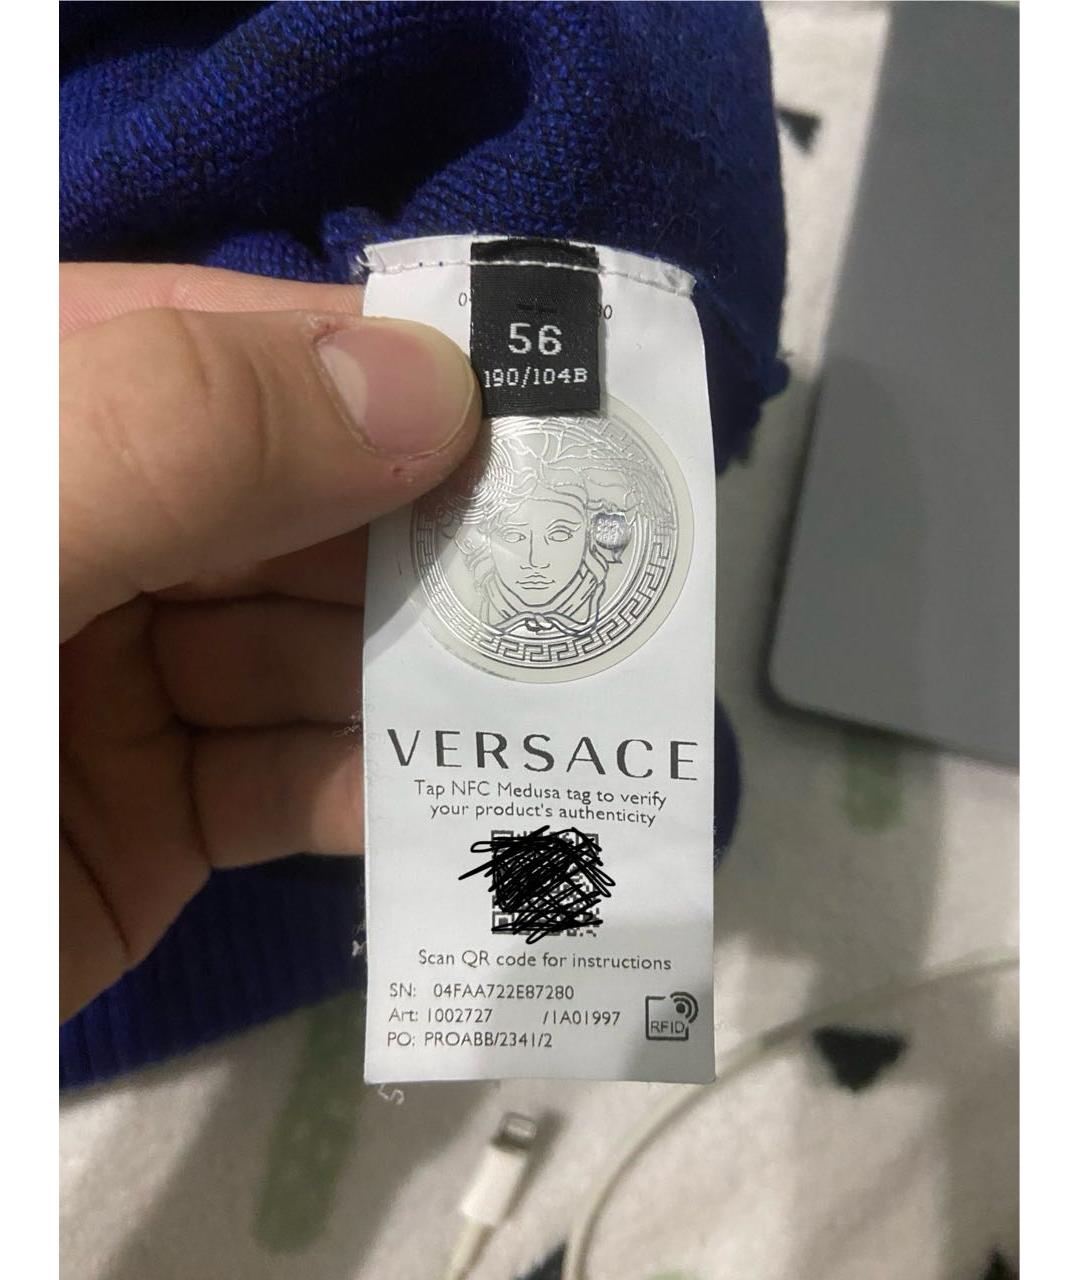 56
190/104B
VERSACE
Tap NFC Medusa tag to verify
your product's authenticity
Scan QR code for instructions
SN: 04FAA722E87280
Art: 1002727 /1A01997
RFID
PO: PROABB/2341/2